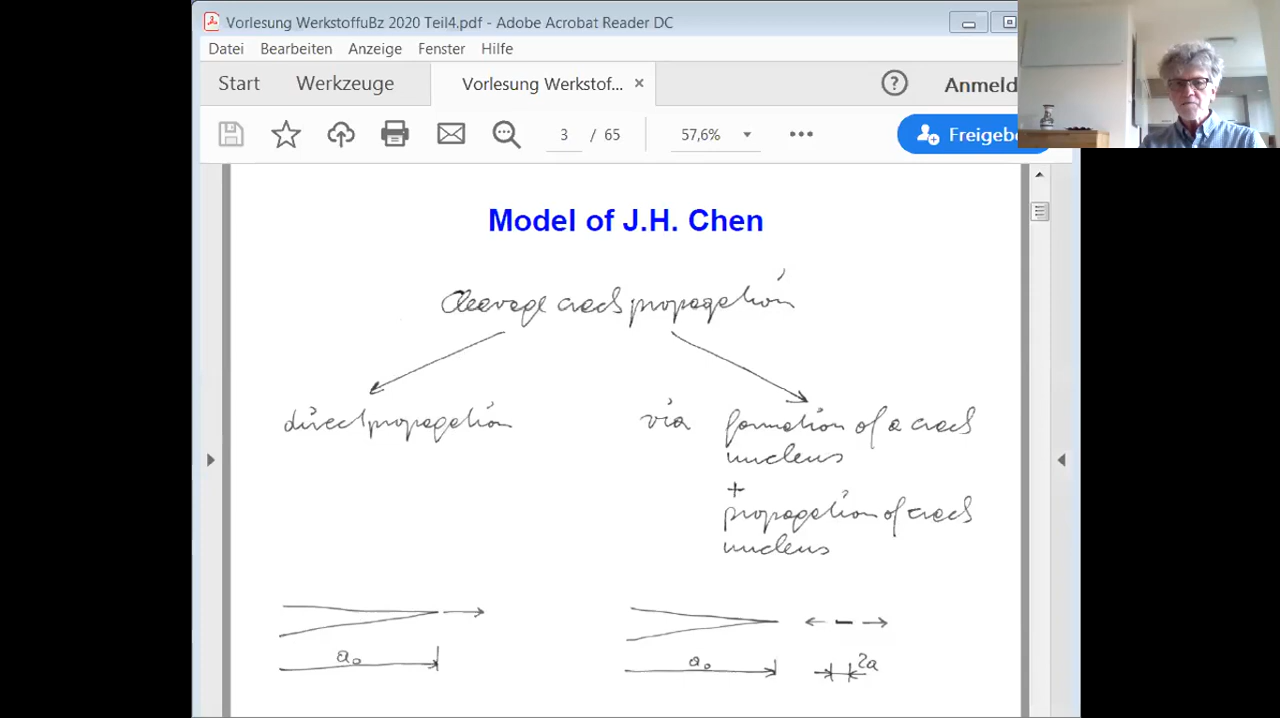 Vorlesung WerkstoffuBz 2020 Teil4.pdf - Adobe Acrobat Reader DC
Datei Bearbeiten Anzeige Fenster Hilfe
Start Werkzeuge Vorlesung Werkstof... × ? Anmeld
3 / 65 57,6% Freigebe
Model of J.H. Chen
Cleavage crack propagation
direct propagation
via formation of a crack
nucleus
+
propagation of crack
nucleus
a₀
a₀ 2a